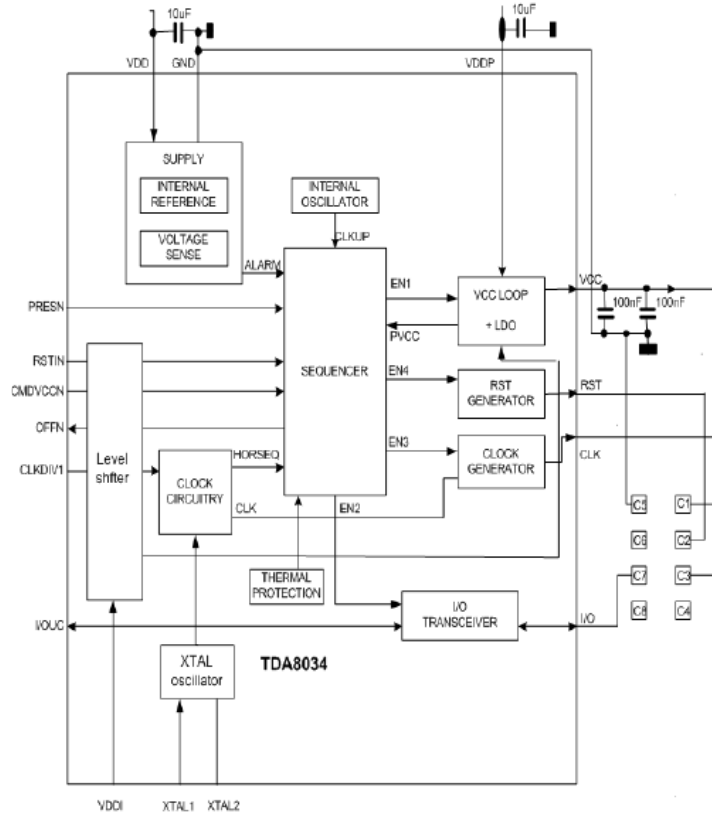 10uF
10uF
VDD
GND
VDDP
SUPPLY
INTERNAL
REFERENCE
VOLTAGE
SENSE
INTERNAL
OSCILLATOR
CLKUP
ALARM
EN1
VCC LOOP
+ LDO
VCC
100nF
100nF
PRESN
PVCC
RSTIN
SEQUENCER
CMDVCCN
EN4
RST
GENERATOR
RST
OFFN
CLKDIV1
Level
shfter
HORSEQ
CLOCK
CIRCUITRY
EN3
CLOCK
GENERATOR
CLK
CLK
EN2
C5
C1
C6
C2
C7
C3
C8
C4
THERMAL
PROTECTION
I/OUC
I/O
TRANSCEIVER
I/O
XTAL
oscillator
TDA8034
VDDI
XTAL1
XTAL2